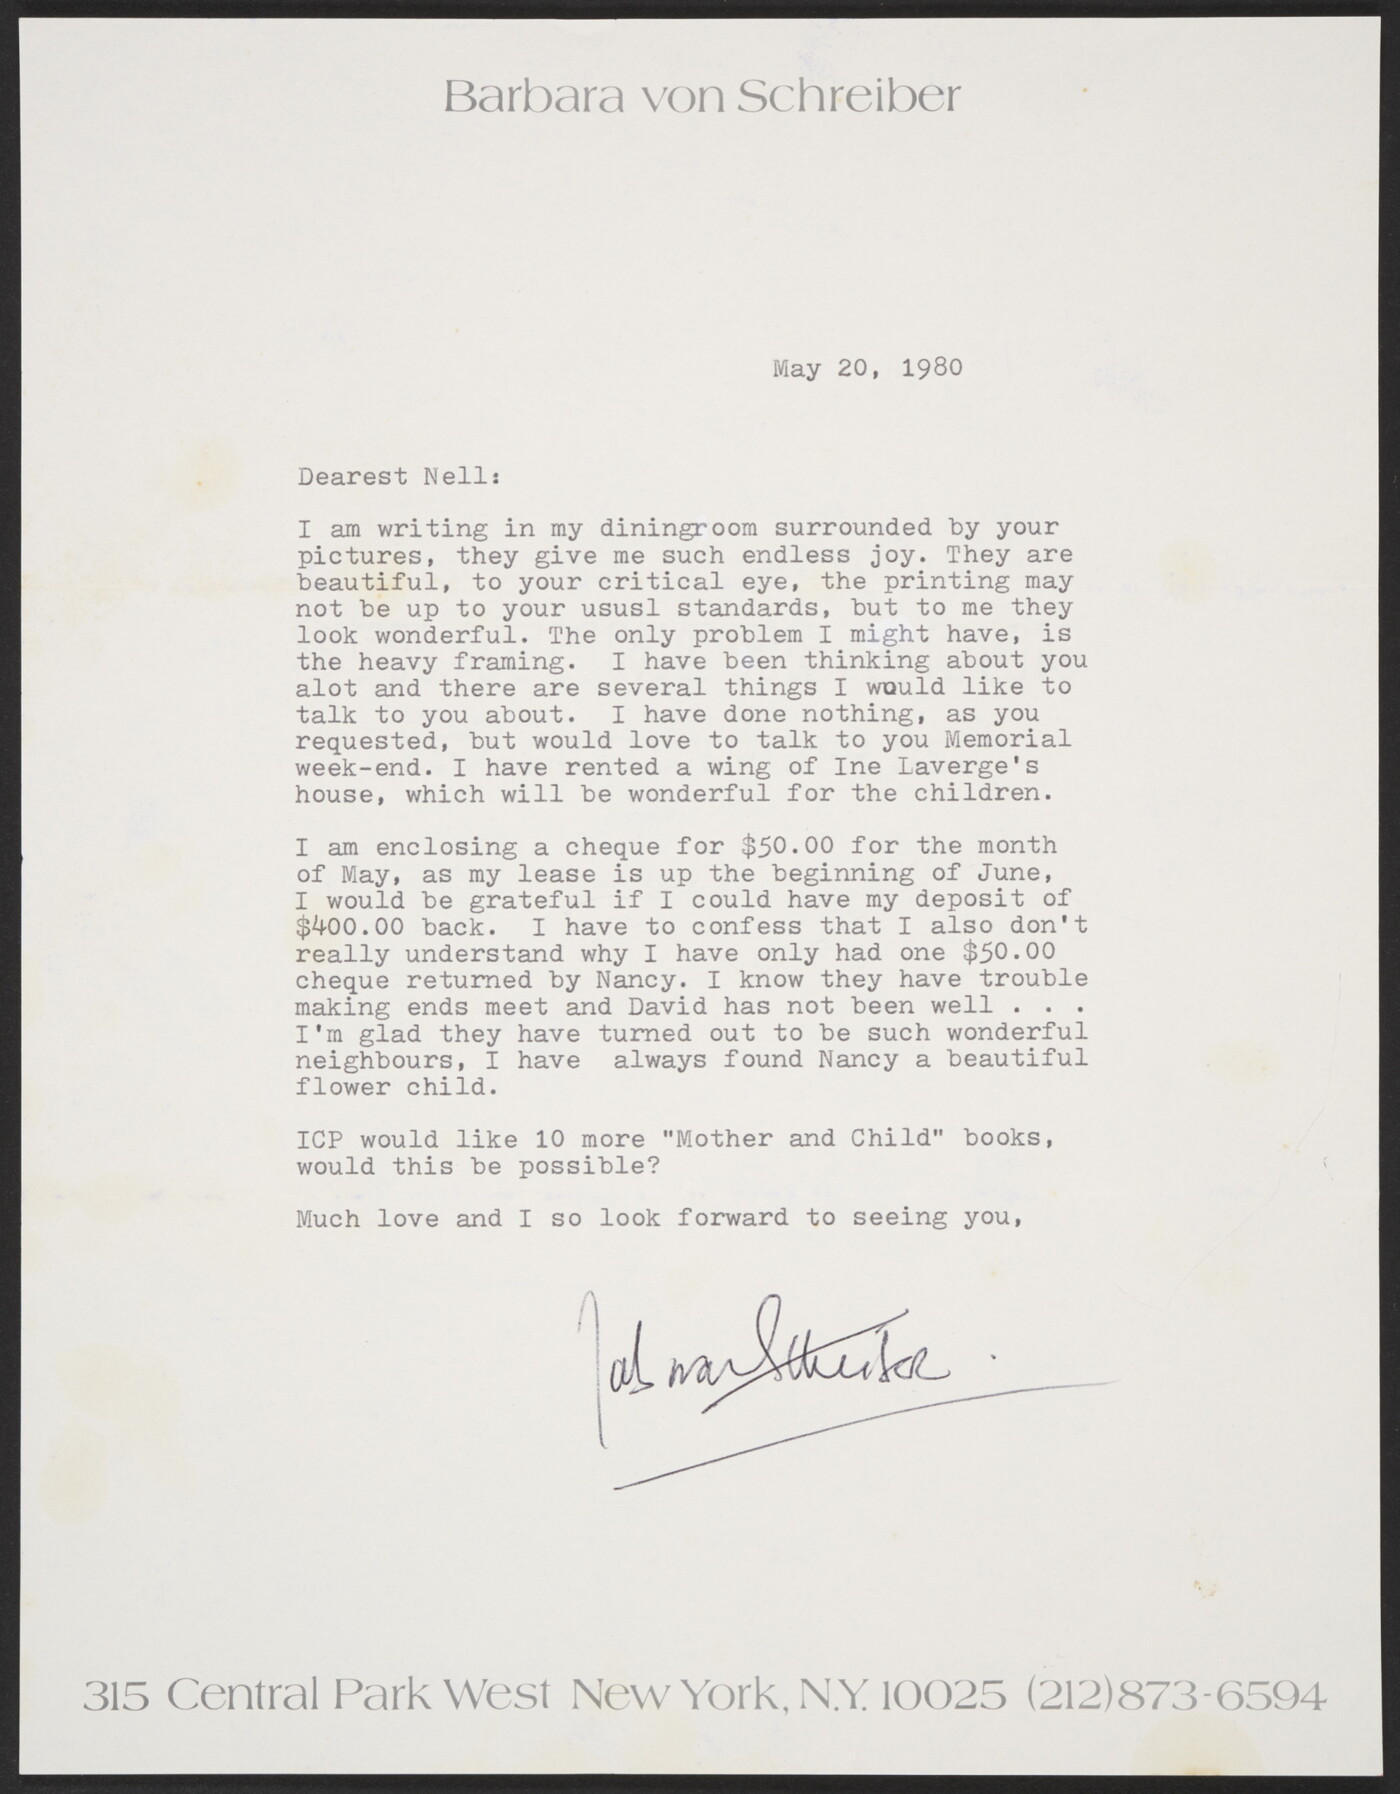 Barbara von Schreiber
May 20, 1980
Dearest Nell:
I am writing in my diningroom surrounded by your
pictures, they give me such endless joy. They are
beautiful, to your critical eye, the printing may
not be up to your ususl standards, but to me they
look wonderful. The only problem I might have, is
the heavy framing.  I have been thinking about you
alot and there are several things I would like to
talk to you about.  I have done nothing, as you
requested, but would love to talk to you Memorial
week-end. I have rented a wing of Ine Laverge's
house, which will be wonderful for the children.
I am enclosing a cheque for $50.00 for the month
of May, as my lease is up the beginning of June,
I would be grateful if I could have my deposit of
$400.00 back.  I have to confess that I also don't
really understand why I have only had one $50.00
cheque returned by Nancy. I know they have trouble
making ends meet and David has not been well . . .
I'm glad they have turned out to be such wonderful
neighbours, I have  always found Nancy a beautiful
flower child.
ICP would like 10 more "Mother and Child" books,
would this be possible?
Much love and I so look forward to seeing you,
315 Central Park West New York, N.Y. 10025 (212)873-6594